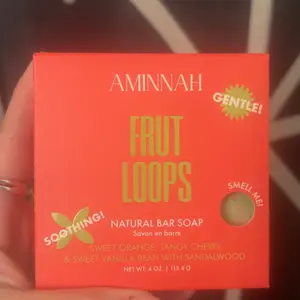 AMINNAH
GENTLE!
FRUT
LOOPS
SOOTHING!
SMELL ME!
NATURAL BAR SOAP
Savon en barre
SWEET ORANGE, TANGY CHERRY
& SWEET VANILLA BEAN WITH SANDALWOOD
NET WT. 4 OZ. | 113.4 G